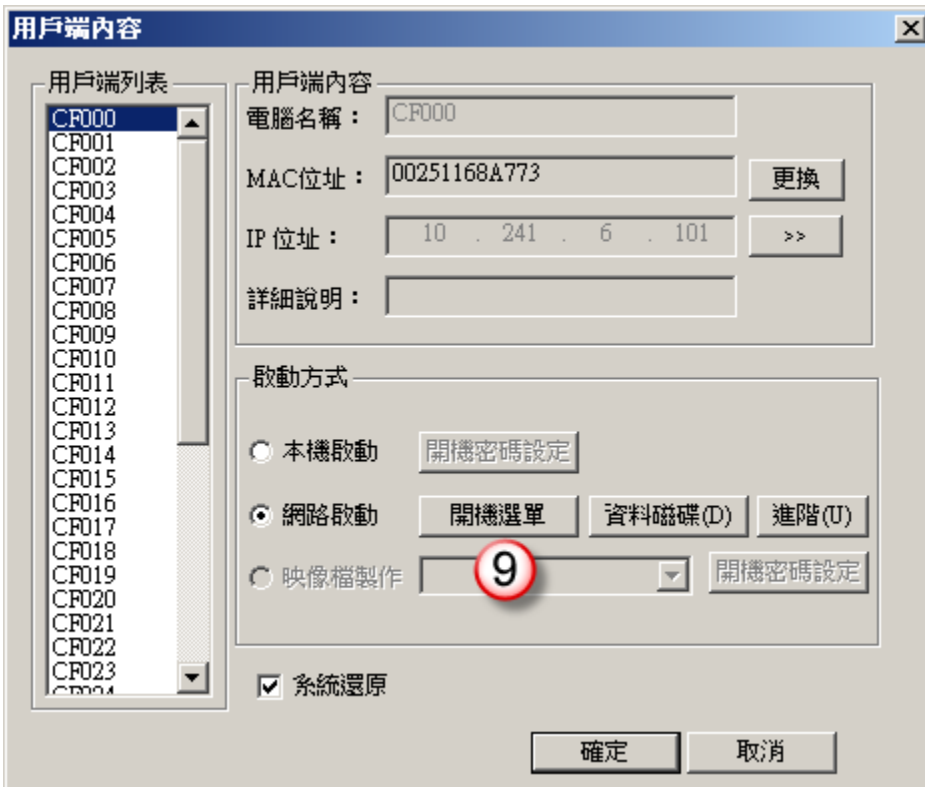 用戶端內容
用戶端列表
CF000
CF001
CF002
CF003
CF004
CF005
CF006
CF007
CF008
CF009
CF010
CF011
CF012
CF013
CF014
CF015
CF016
CF017
CF018
CF019
CF020
CF021
CF022
CF023
CF024
用戶端內容
電腦名稱： CF000
MAC位址： 00251168A773 更換
IP 位址： 10 . 241 . 6 . 101 >>
詳細說明：
啟動方式
本機啟動 開機密碼設定
網路啟動 開機選單 資料磁碟(D) 進階(U)
映像檔製作 9 開機密碼設定
系統還原
確定 取消